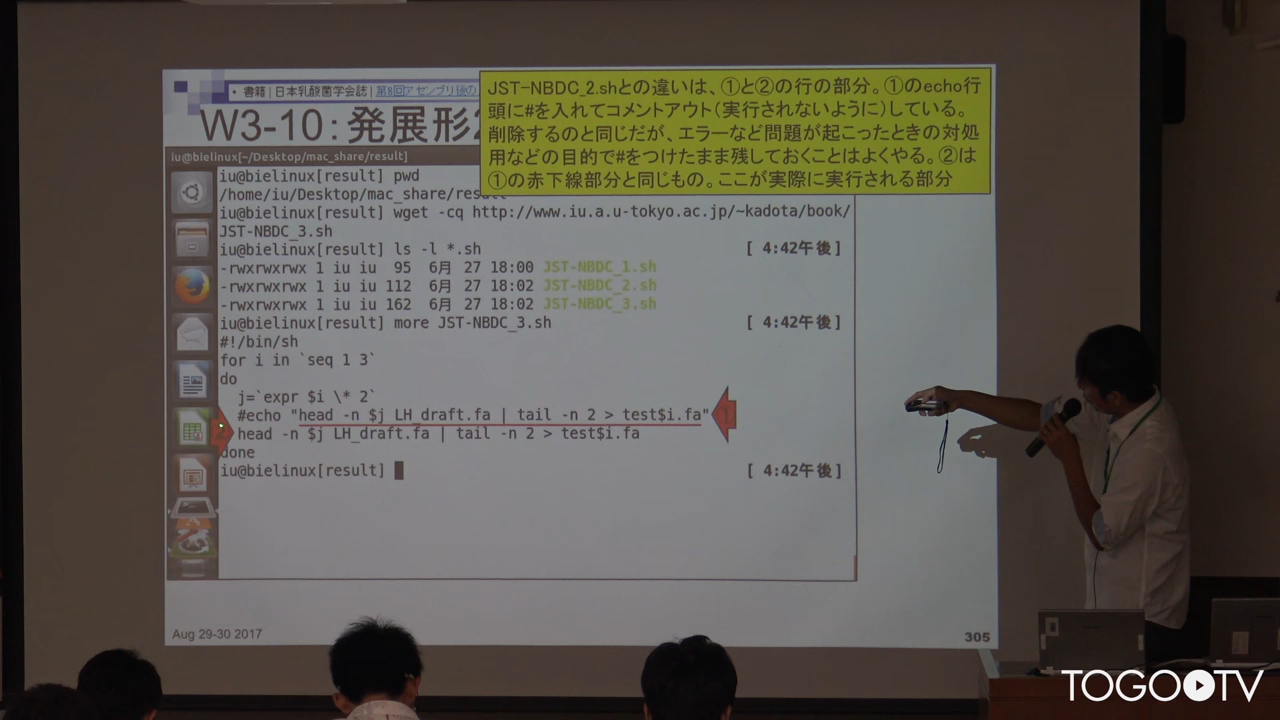 ・書籍 | 日本乳酸菌学会誌 | 第8回アセンブリ後の
W3-10：発展形2
JST-NBDC_2.shとの違いは、①と②の行の部分。①のecho行
頭に#を入れてコメントアウト（実行されないように）している。
削除するのと同じだが、エラーなど問題が起こったときの対処
用などの目的で#をつけたまま残しておくことはよくやる。②は
①の赤下線部分と同じもの。ここが実際に実行される部分
iu@bielinux[~/Desktop/mac_share/result]
iu@bielinux[result] pwd
/home/iu/Desktop/mac_share/result
iu@bielinux[result] wget -cq http://www.iu.a.u-tokyo.ac.jp/~kadota/book/
JST-NBDC_3.sh
iu@bielinux[result] ls -l *.sh [ 4:42午後]
-rwxrwxrwx 1 iu iu 95 6月 27 18:00 JST-NBDC_1.sh
-rwxrwxrwx 1 iu iu 112 6月 27 18:02 JST-NBDC_2.sh
-rwxrwxrwx 1 iu iu 162 6月 27 18:02 JST-NBDC_3.sh
iu@bielinux[result] more JST-NBDC_3.sh [ 4:42午後]
#!/bin/sh
for i in `seq 1 3`
do
j=`expr $i \* 2`
#echo "head -n $j LH_draft.fa | tail -n 2 > test$i.fa" ①
② head -n $j LH_draft.fa | tail -n 2 > test$i.fa
done
iu@bielinux[result] [ 4:42午後]
Aug 29-30 2017
305
TOGOTV